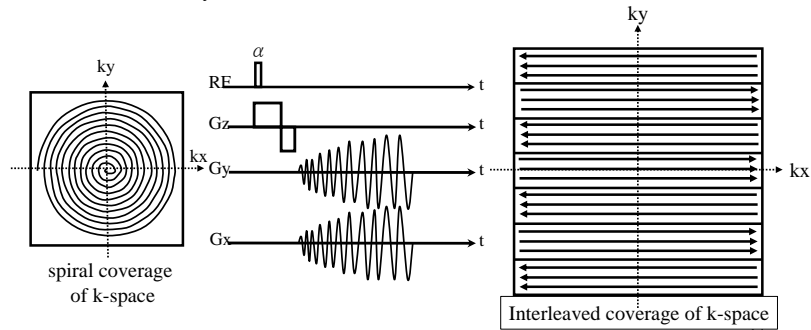 ky
kx
spiral coverage
of k-space
α
RF
t
Gz
t
Gy
t
Gx
t
ky
kx
Interleaved coverage of k-space